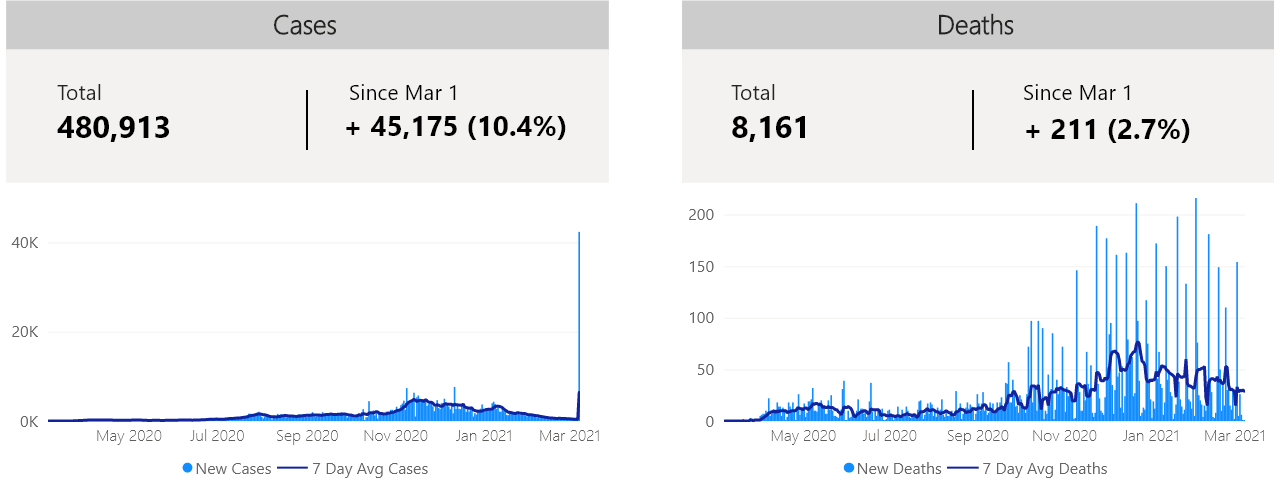 Cases
Total
480,913
Since Mar 1
+ 45,175 (10.4%)
40K
20K
0K
May 2020 Jul 2020 Sep 2020 Nov 2020 Jan 2021 Mar 2021
New Cases 7 Day Avg Cases
Deaths
Total
8,161
Since Mar 1
+ 211 (2.7%)
200
150
100
50
0
May 2020 Jul 2020 Sep 2020 Nov 2020 Jan 2021 Mar 2021
New Deaths 7 Day Avg Deaths